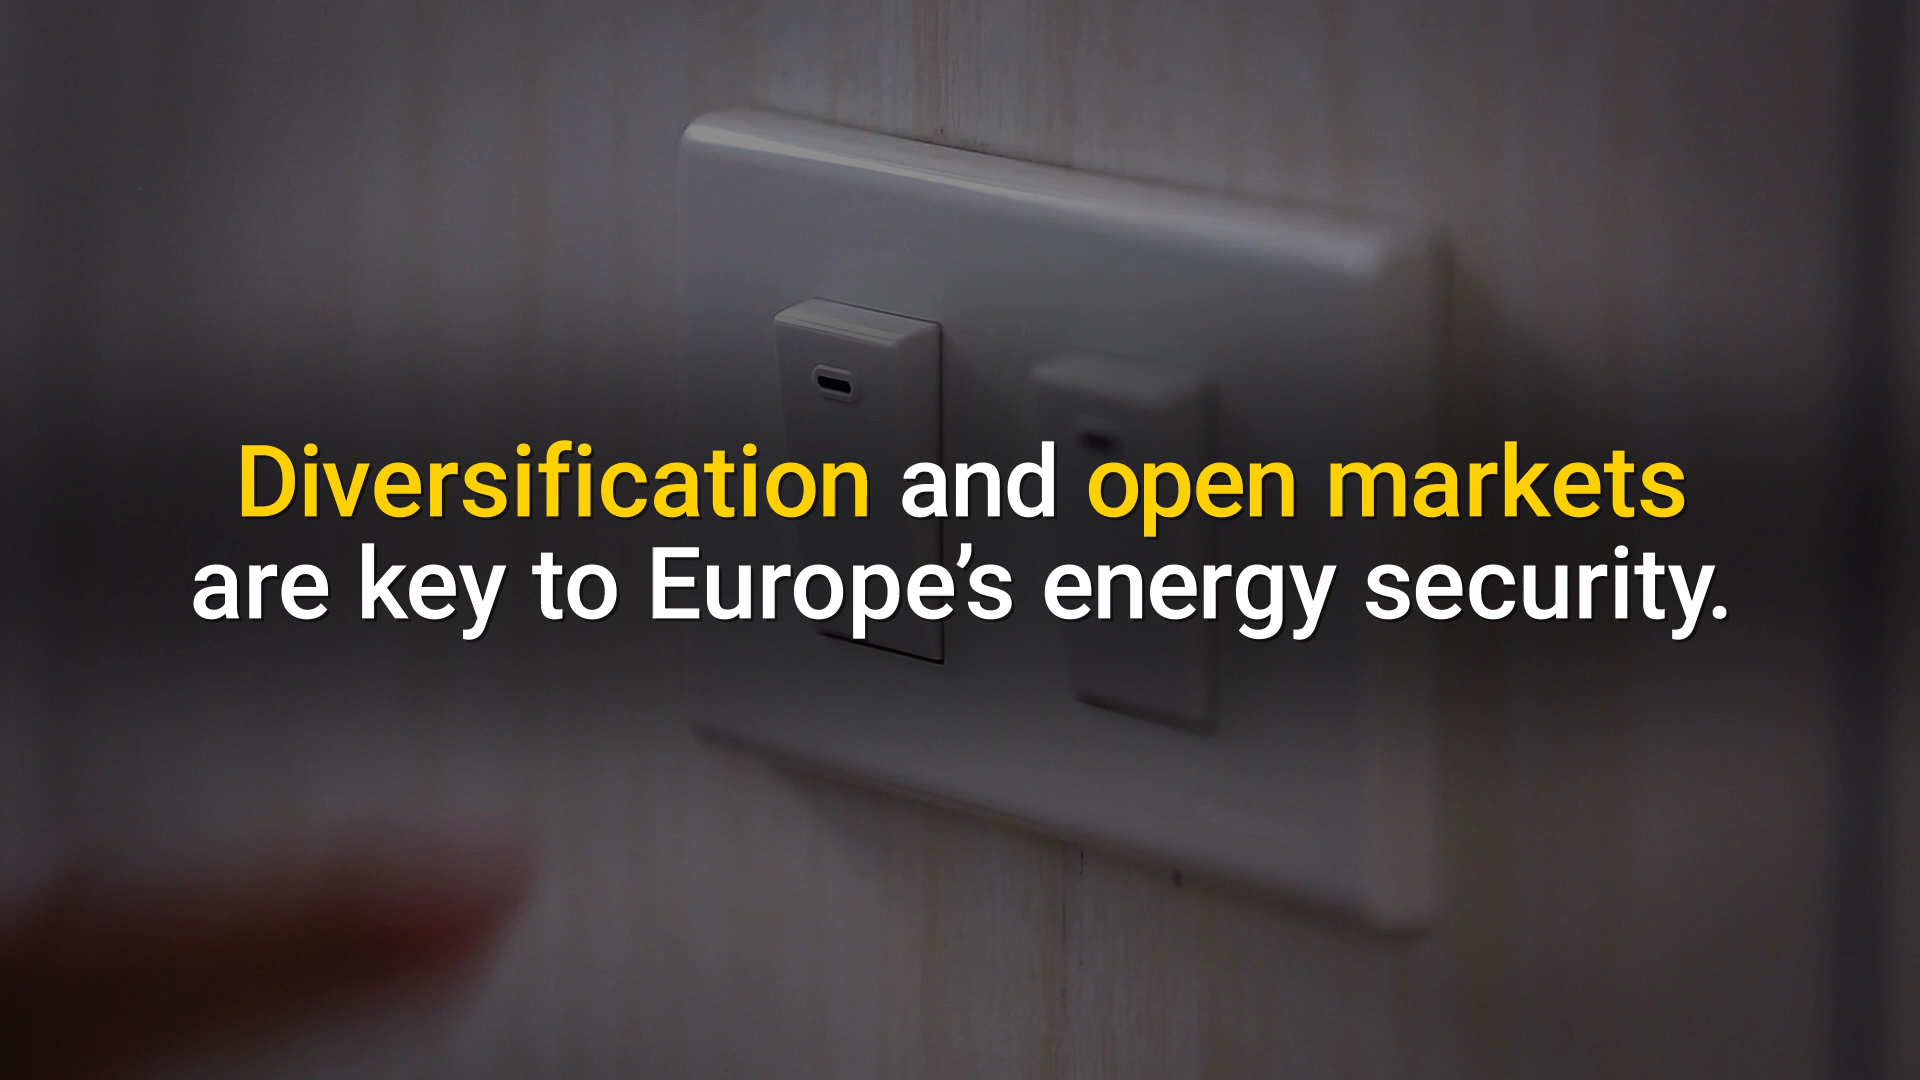 Diversification and open markets
are key to Europe’s energy security.